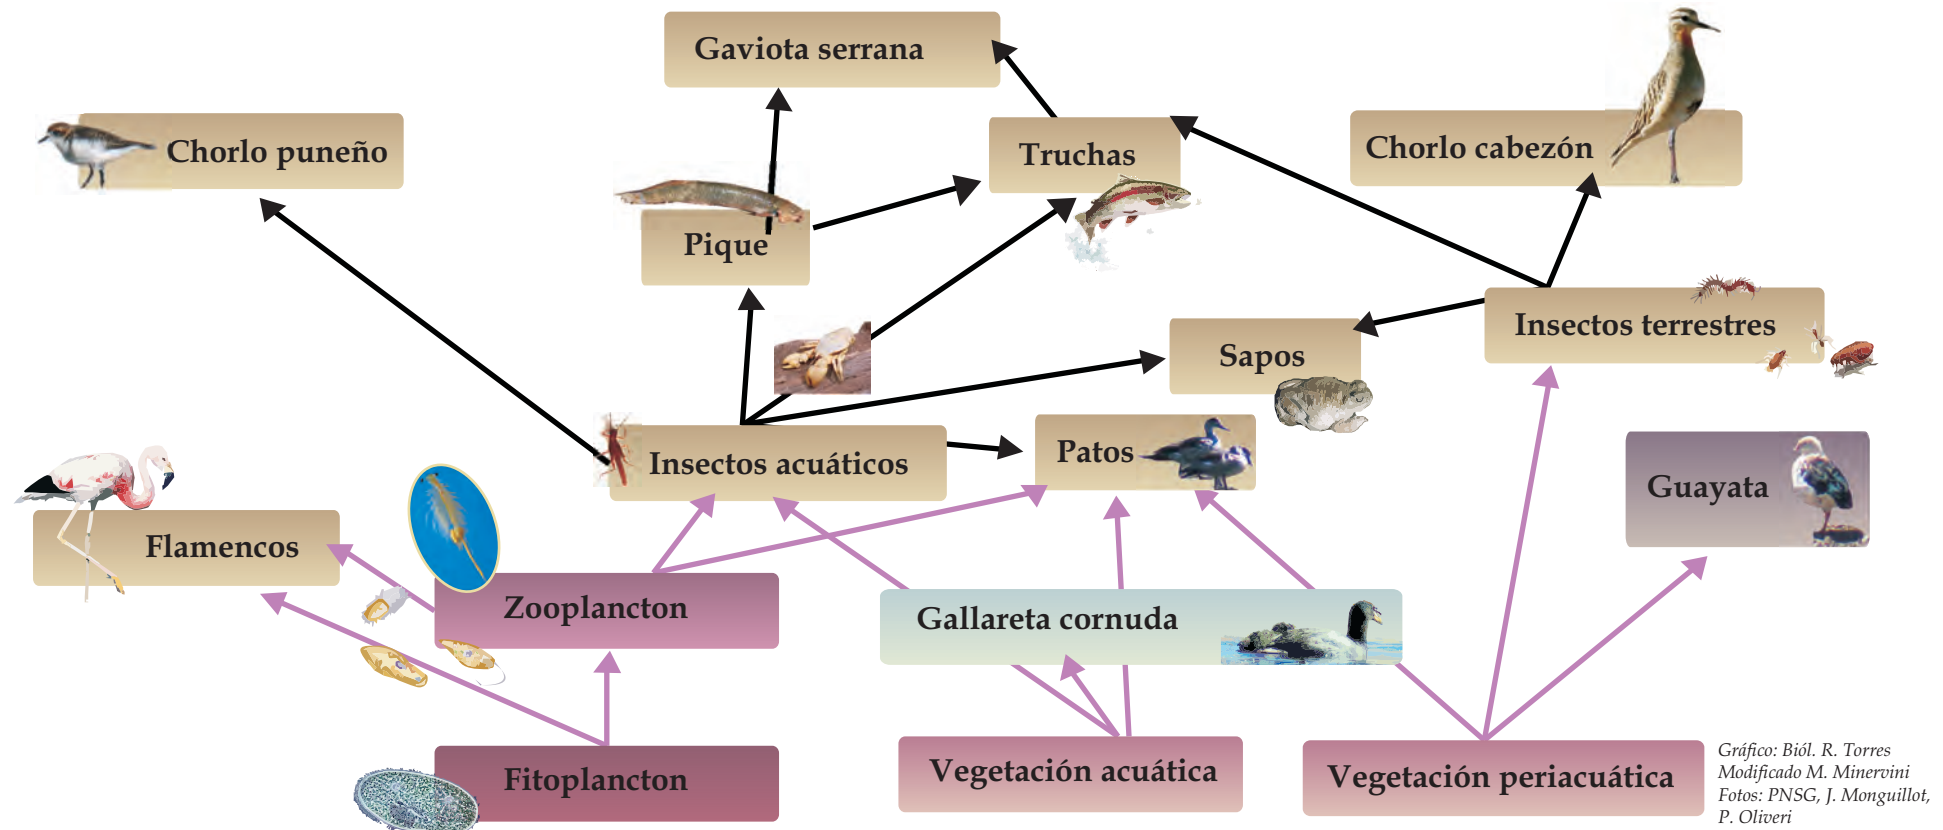 Gaviota serrana
Chorlo puneño
Truchas
Chorlo cabezón
Pique
Insectos terrestres
Sapos
Insectos acuáticos
Patos
Guayata
Flamencos
Zooplancton
Gallareta cornuda
Fitoplancton
Vegetación acuática
Vegetación periacuática
Gráfico: Biól. R. Torres
Modificado M. Minervini
Fotos: PNSG, J. Monguillot,
P. Oliveri